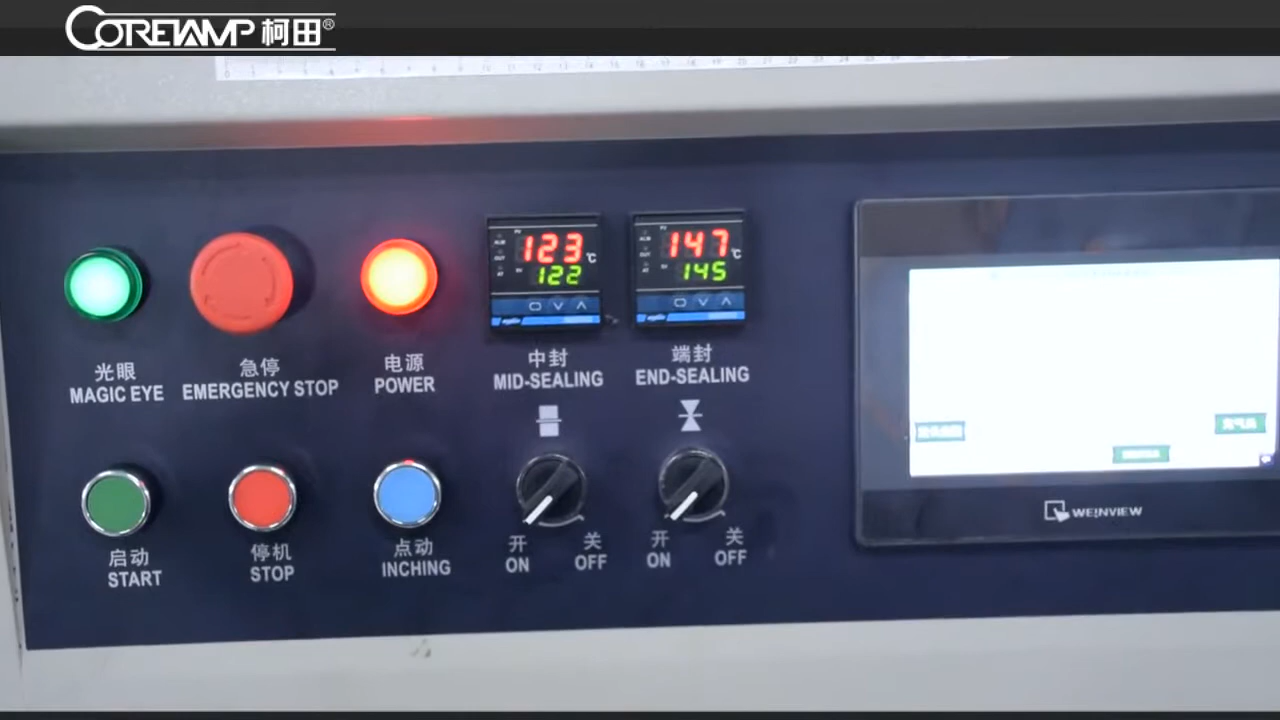 CORETAMP 柯田®
123 ℃
122
147 ℃
145
光眼
MAGIC EYE
急停
EMERGENCY STOP
电源
POWER
中封
MID-SEALING
端封
END-SEALING
WEINVIEW
启动
START
停机
STOP
点动
INCHING
开
ON
关
OFF
开
ON
关
OFF